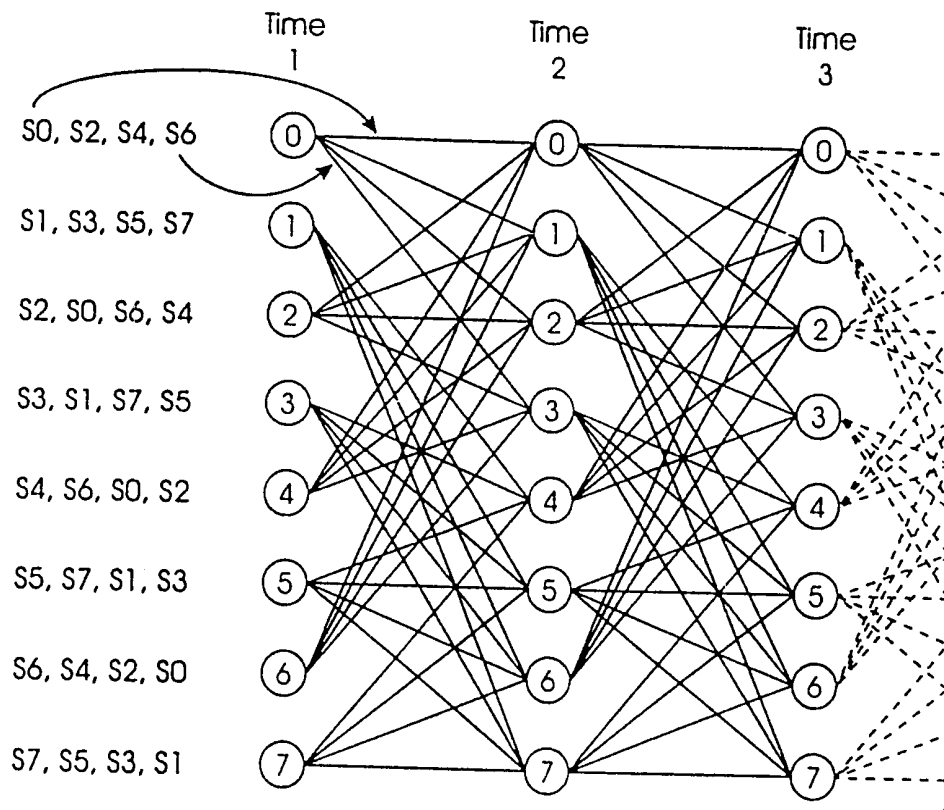 Time
1
Time
2
Time
3
S0, S2, S4, S6
0
0
0
S1, S3, S5, S7
1
1
1
S2, S0, S6, S4
2
2
2
S3, S1, S7, S5
3
3
3
S4, S6, S0, S2
4
4
4
S5, S7, S1, S3
5
5
5
S6, S4, S2, S0
6
6
6
S7, S5, S3, S1
7
7
7